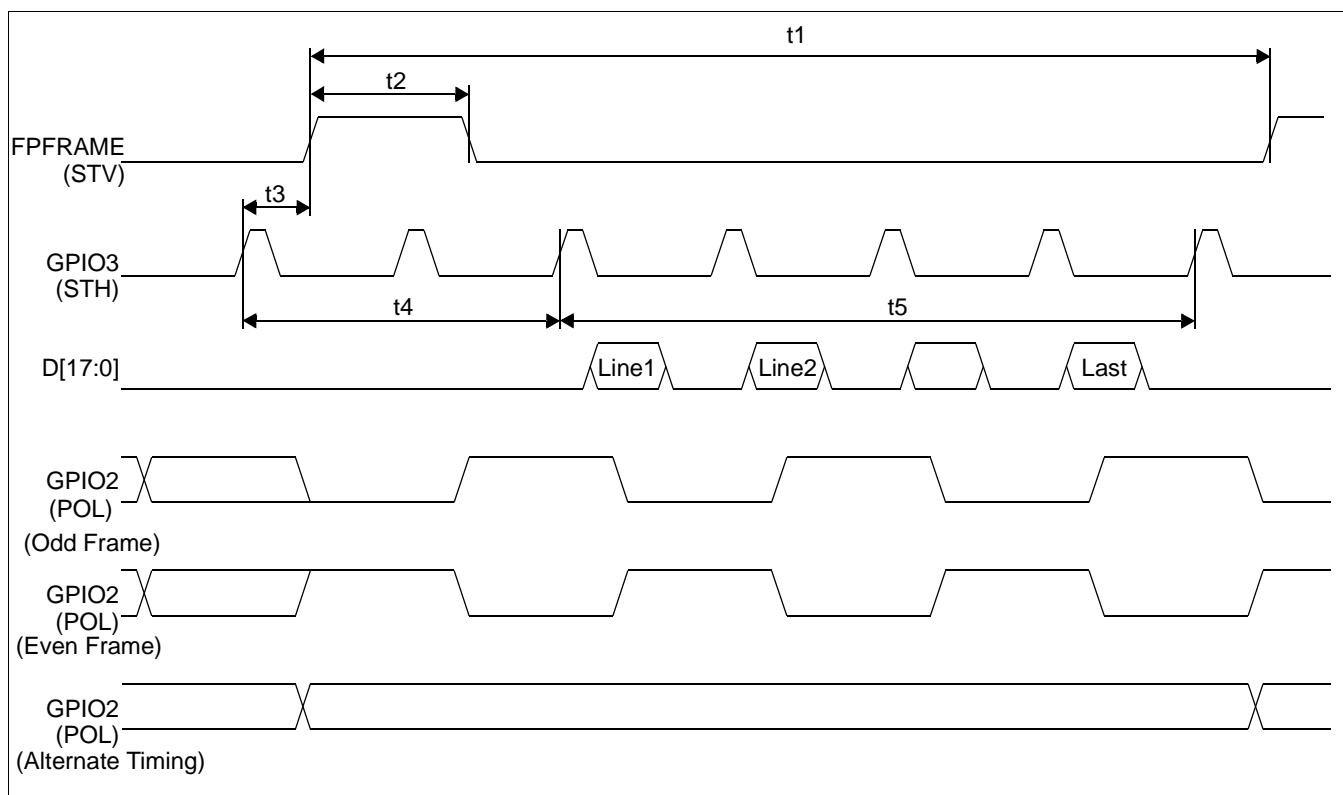 t1
t2
FPFRAME
(STV)
t3
GPIO3
(STH)
t4
t5
D[17:0]
Line1
Line2
Last
GPIO2
(POL)
(Odd Frame)
GPIO2
(POL)
(Even Frame)
GPIO2
(POL)
(Alternate Timing)